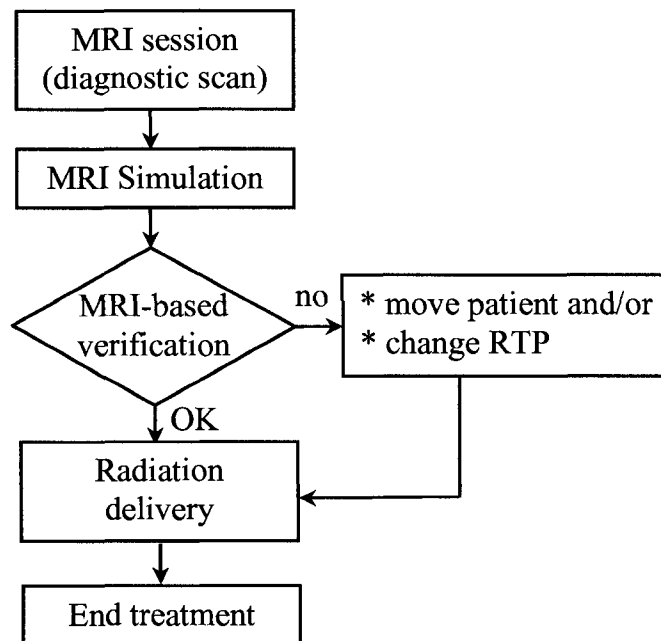 MRI session
(diagnostic scan)
MRI Simulation
MRI-based
verification
no
* move patient and/or
* change RTP
OK
Radiation
delivery
End treatment